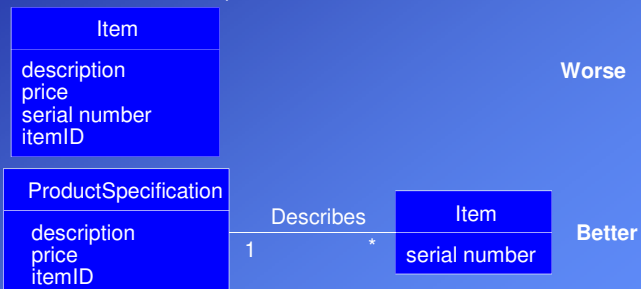 Item
description
price
serial number
itemID
Worse
ProductSpecification
description
price
itemID
Describes
1
*
Item
serial number
Better